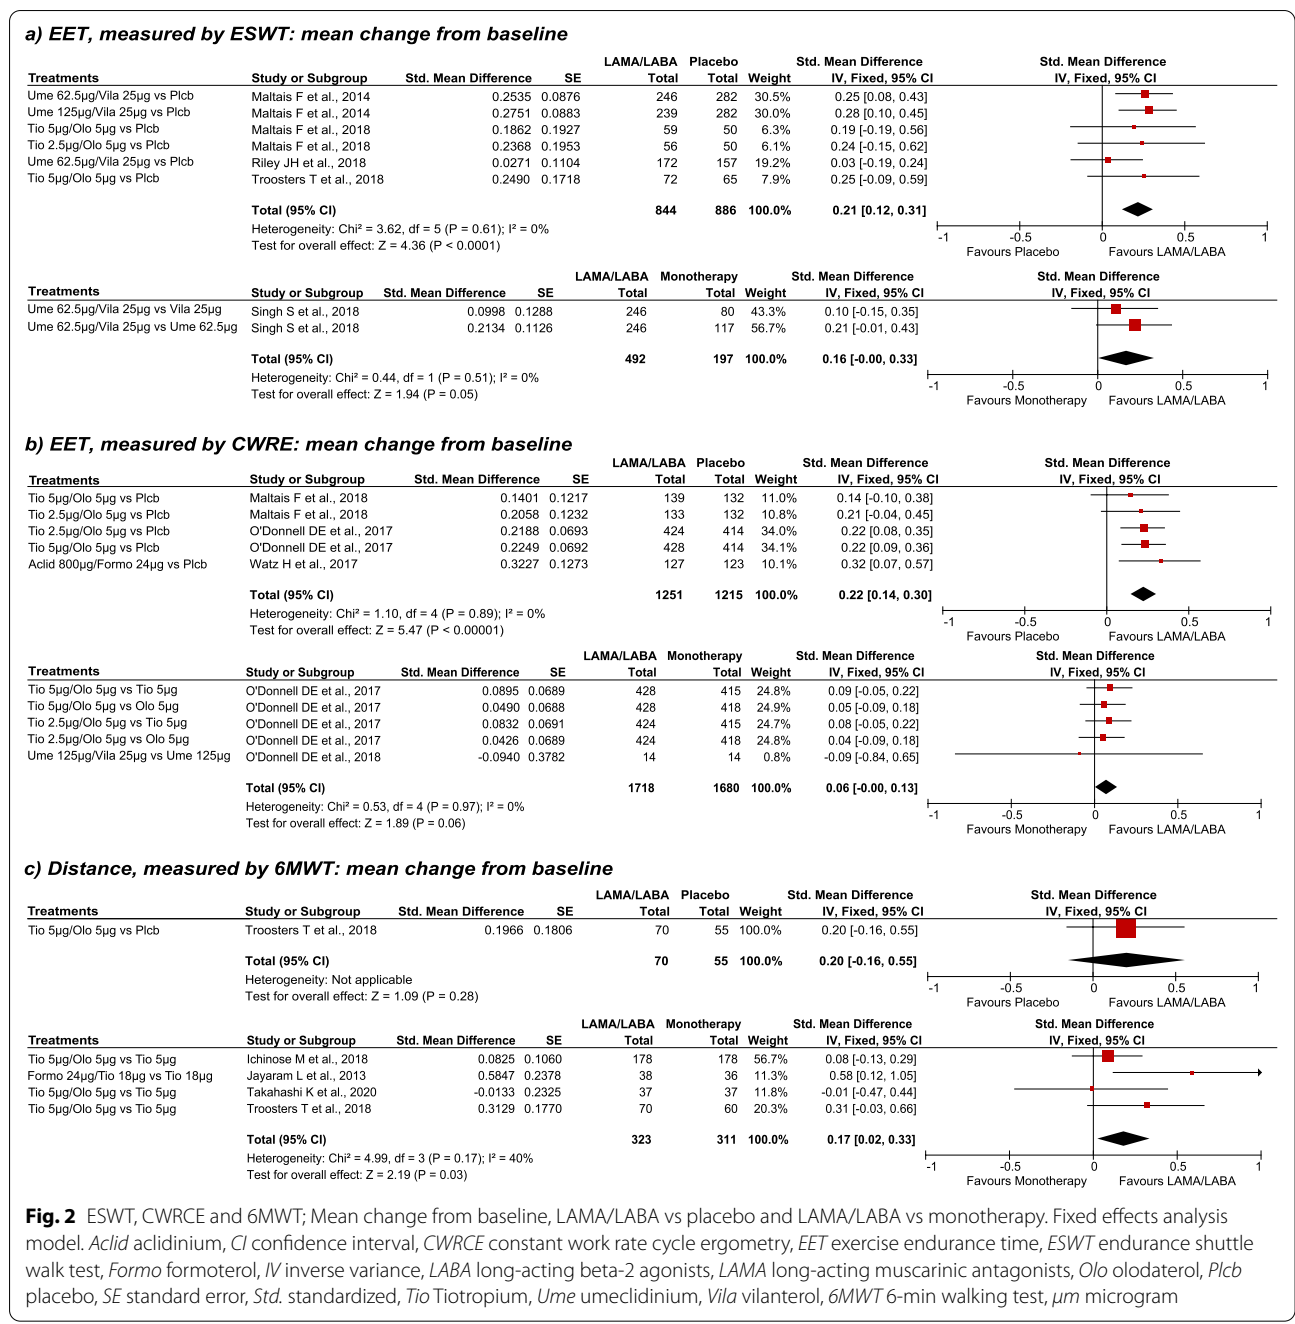 a) EET, measured by ESWT: mean change from baseline
LAMA/LABA Placebo Std. Mean Difference Std. Mean Difference
Treatments Study or Subgroup Std. Mean Difference SE Total Total Weight IV, Fixed, 95% CI IV, Fixed, 95% CI
Ume 62.5µg/Vila 25µg vs Plcb Maltais F et al., 2014 0.2535 0.0876 246 282 30.5% 0.25 [0.08, 0.43]
Ume 125µg/Vila 25µg vs Plcb Maltais F et al., 2014 0.2751 0.0883 239 282 30.0% 0.28 [0.10, 0.45]
Tio 5µg/Olo 5µg vs Plcb Maltais F et al., 2018 0.1862 0.1927 59 50 6.3% 0.19 [-0.19, 0.56]
Tio 2.5µg/Olo 5µg vs Plcb Maltais F et al., 2018 0.2368 0.1953 56 50 6.1% 0.24 [-0.15, 0.62]
Ume 62.5µg/Vila 25µg vs Plcb Riley JH et al., 2018 0.0271 0.1104 172 157 19.2% 0.03 [-0.19, 0.24]
Tio 5µg/Olo 5µg vs Plcb Troosters T et al., 2018 0.2490 0.1718 72 65 7.9% 0.25 [-0.09, 0.59]
Total (95% CI) 844 886 100.0% 0.21 [0.12, 0.31]
Heterogeneity: Chi² = 3.62, df = 5 (P = 0.61); I² = 0%
Test for overall effect: Z = 4.36 (P < 0.0001)
-1 -0.5 0 0.5 1
Favours Placebo Favours LAMA/LABA
LAMA/LABA Monotherapy Std. Mean Difference Std. Mean Difference
Treatments Study or Subgroup Std. Mean Difference SE Total Total Weight IV, Fixed, 95% CI IV, Fixed, 95% CI
Ume 62.5µg/Vila 25µg vs Vila 25µg Singh S et al., 2018 0.0998 0.1288 246 80 43.3% 0.10 [-0.15, 0.35]
Ume 62.5µg/Vila 25µg vs Ume 62.5µg Singh S et al., 2018 0.2134 0.1126 246 117 56.7% 0.21 [-0.01, 0.43]
Total (95% CI) 492 197 100.0% 0.16 [-0.00, 0.33]
Heterogeneity: Chi² = 0.44, df = 1 (P = 0.51); I² = 0%
Test for overall effect: Z = 1.94 (P = 0.05)
-1 -0.5 0 0.5 1
Favours Monotherapy Favours LAMA/LABA
b) EET, measured by CWRE: mean change from baseline
LAMA/LABA Placebo Std. Mean Difference Std. Mean Difference
Treatments Study or Subgroup Std. Mean Difference SE Total Total Weight IV, Fixed, 95% CI IV, Fixed, 95% CI
Tio 5µg/Olo 5µg vs Plcb Maltais F et al., 2018 0.1401 0.1217 139 132 11.0% 0.14 [-0.10, 0.38]
Tio 2.5µg/Olo 5µg vs Plcb Maltais F et al., 2018 0.2058 0.1232 133 132 10.8% 0.21 [-0.04, 0.45]
Tio 2.5µg/Olo 5µg vs Plcb O'Donnell DE et al., 2017 0.2188 0.0693 424 414 34.0% 0.22 [0.08, 0.35]
Tio 5µg/Olo 5µg vs Plcb O'Donnell DE et al., 2017 0.2249 0.0692 428 414 34.1% 0.22 [0.09, 0.36]
Aclid 800µg/Formo 24µg vs Plcb Watz H et al., 2017 0.3227 0.1273 127 123 10.1% 0.32 [0.07, 0.57]
Total (95% CI) 1251 1215 100.0% 0.22 [0.14, 0.30]
Heterogeneity: Chi² = 1.10, df = 4 (P = 0.89); I² = 0%
Test for overall effect: Z = 5.47 (P < 0.00001)
-1 -0.5 0 0.5 1
Favours Placebo Favours LAMA/LABA
LAMA/LABA Monotherapy Std. Mean Difference Std. Mean Difference
Treatments Study or Subgroup Std. Mean Difference SE Total Total Weight IV, Fixed, 95% CI IV, Fixed, 95% CI
Tio 5µg/Olo 5µg vs Tio 5µg O'Donnell DE et al., 2017 0.0895 0.0689 428 415 24.8% 0.09 [-0.05, 0.22]
Tio 5µg/Olo 5µg vs Olo 5µg O'Donnell DE et al., 2017 0.0490 0.0688 428 418 24.9% 0.05 [-0.09, 0.18]
Tio 2.5µg/Olo 5µg vs Tio 5µg O'Donnell DE et al., 2017 0.0832 0.0691 424 415 24.7% 0.08 [-0.05, 0.22]
Tio 2.5µg/Olo 5µg vs Olo 5µg O'Donnell DE et al., 2017 0.0426 0.0689 424 418 24.8% 0.04 [-0.09, 0.18]
Ume 125µg/Vila 25µg vs Ume 125µg O'Donnell DE et al., 2018 -0.0940 0.3782 14 14 0.8% -0.09 [-0.84, 0.65]
Total (95% CI) 1718 1680 100.0% 0.06 [-0.00, 0.13]
Heterogeneity: Chi² = 0.53, df = 4 (P = 0.97); I² = 0%
Test for overall effect: Z = 1.89 (P = 0.06)
-1 -0.5 0 0.5 1
Favours Monotherapy Favours LAMA/LABA
c) Distance, measured by 6MWT: mean change from baseline
LAMA/LABA Placebo Std. Mean Difference Std. Mean Difference
Treatments Study or Subgroup Std. Mean Difference SE Total Total Weight IV, Fixed, 95% CI IV, Fixed, 95% CI
Tio 5µg/Olo 5µg vs Plcb Troosters T et al., 2018 0.1966 0.1806 70 55 100.0% 0.20 [-0.16, 0.55]
Total (95% CI) 70 55 100.0% 0.20 [-0.16, 0.55]
Heterogeneity: Not applicable
Test for overall effect: Z = 1.09 (P = 0.28)
-1 -0.5 0 0.5 1
Favours Placebo Favours LAMA/LABA
LAMA/LABA Monotherapy Std. Mean Difference Std. Mean Difference
Treatments Study or Subgroup Std. Mean Difference SE Total Total Weight IV, Fixed, 95% CI IV, Fixed, 95% CI
Tio 5µg/Olo 5µg vs Tio 5µg Ichinose M et al., 2018 0.0825 0.1060 178 178 56.7% 0.08 [-0.13, 0.29]
Formo 24µg/Tio 18µg vs Tio 18µg Jayaram L et al., 2013 0.5847 0.2378 38 36 11.3% 0.58 [0.12, 1.05]
Tio 5µg/Olo 5µg vs Tio 5µg Takahashi K et al., 2020 -0.0133 0.2325 37 37 11.8% -0.01 [-0.47, 0.44]
Tio 5µg/Olo 5µg vs Tio 5µg Troosters T et al., 2018 0.3129 0.1770 70 60 20.3% 0.31 [-0.03, 0.66]
Total (95% CI) 323 311 100.0% 0.17 [0.02, 0.33]
Heterogeneity: Chi² = 4.99, df = 3 (P = 0.17); I² = 40%
Test for overall effect: Z = 2.19 (P = 0.03)
-1 -0.5 0 0.5 1
Favours Monotherapy Favours LAMA/LABA
Fig. 2 ESWT, CWRCE and 6MWT; Mean change from baseline, LAMA/LABA vs placebo and LAMA/LABA vs monotherapy. Fixed effects analysis
model. Aclid aclidinium, CI confidence interval, CWRCE constant work rate cycle ergometry, EET exercise endurance time, ESWT endurance shuttle
walk test, Formo formoterol, IV inverse variance, LABA long-acting beta-2 agonists, LAMA long-acting muscarinic antagonists, Olo olodaterol, Plcb
placebo, SE standard error, Std. standardized, Tio Tiotropium, Ume umeclidinium, Vila vilanterol, 6MWT 6-min walking test, µm microgram